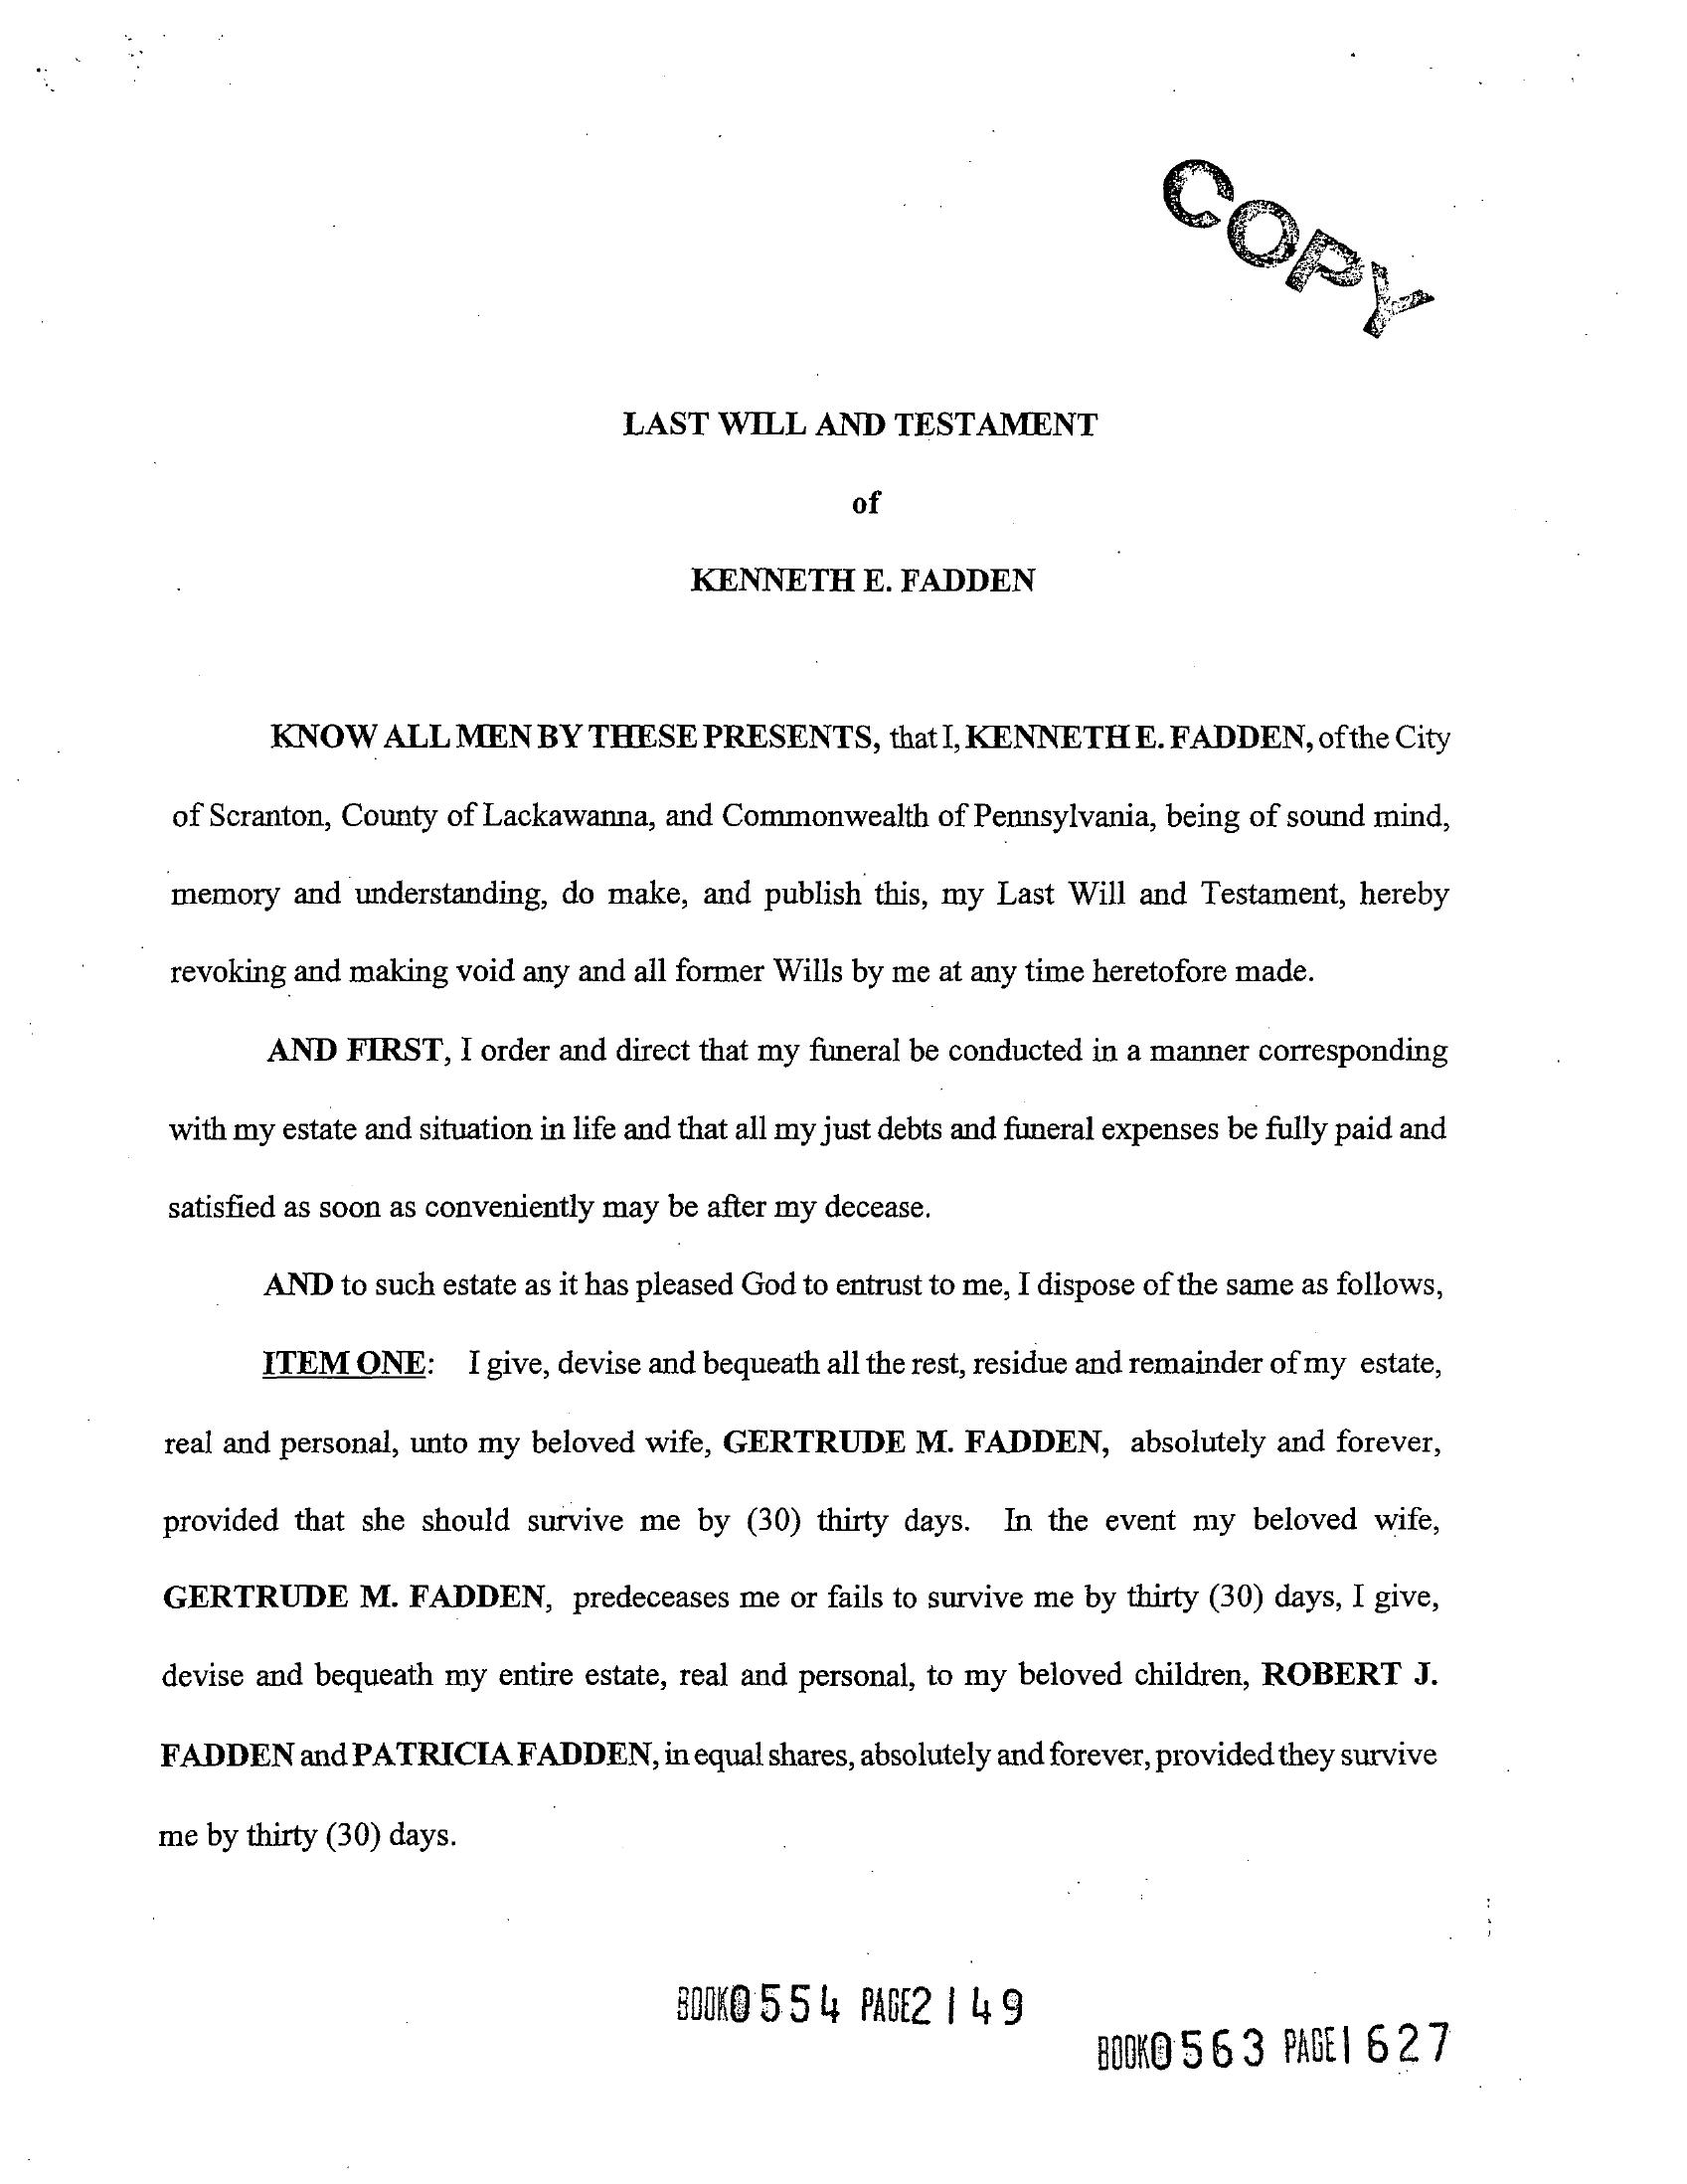 COPY
LAST WILL AND TESTAMENT
of
KENNETH E. FADDEN
KNOW ALL MEN BY THESE PRESENTS, that I, KENNETH E. FADDEN, of the City
of Scranton, County of Lackawanna, and Commonwealth of Pennsylvania, being of sound mind,
memory and understanding, do make, and publish this, my Last Will and Testament, hereby
revoking and making void any and all former Wills by me at any time heretofore made.
AND FIRST, I order and direct that my funeral be conducted in a manner corresponding
with my estate and situation in life and that all my just debts and funeral expenses be fully paid and
satisfied as soon as conveniently may be after my decease.
AND to such estate as it has pleased God to entrust to me, I dispose of the same as follows,
ITEM ONE: I give, devise and bequeath all the rest, residue and remainder of my estate,
real and personal, unto my beloved wife, GERTRUDE M. FADDEN, absolutely and forever,
provided that she should survive me by (30) thirty days. In the event my beloved wife,
GERTRUDE M. FADDEN, predeceases me or fails to survive me by thirty (30) days, I give,
devise and bequeath my entire estate, real and personal, to my beloved children, ROBERT J.
FADDEN and PATRICIA FADDEN, in equal shares, absolutely and forever, provided they survive
me by thirty (30) days.
BOOK0554 PAGE2149
BOOK0563 PAGE1627